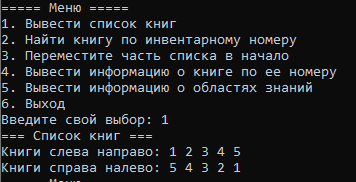 ===== Меню =====
1. Вывести список книг
2. Найти книгу по инвентарному номеру
3. Переместите часть списка в начало
4. Вывести информацию о книге по ее номеру
5. Вывести информацию о областях знаний
6. Выход
Введите свой выбор: 1
=== Список книг ===
Книги слева направо: 1 2 3 4 5
Книги справа налево: 5 4 3 2 1